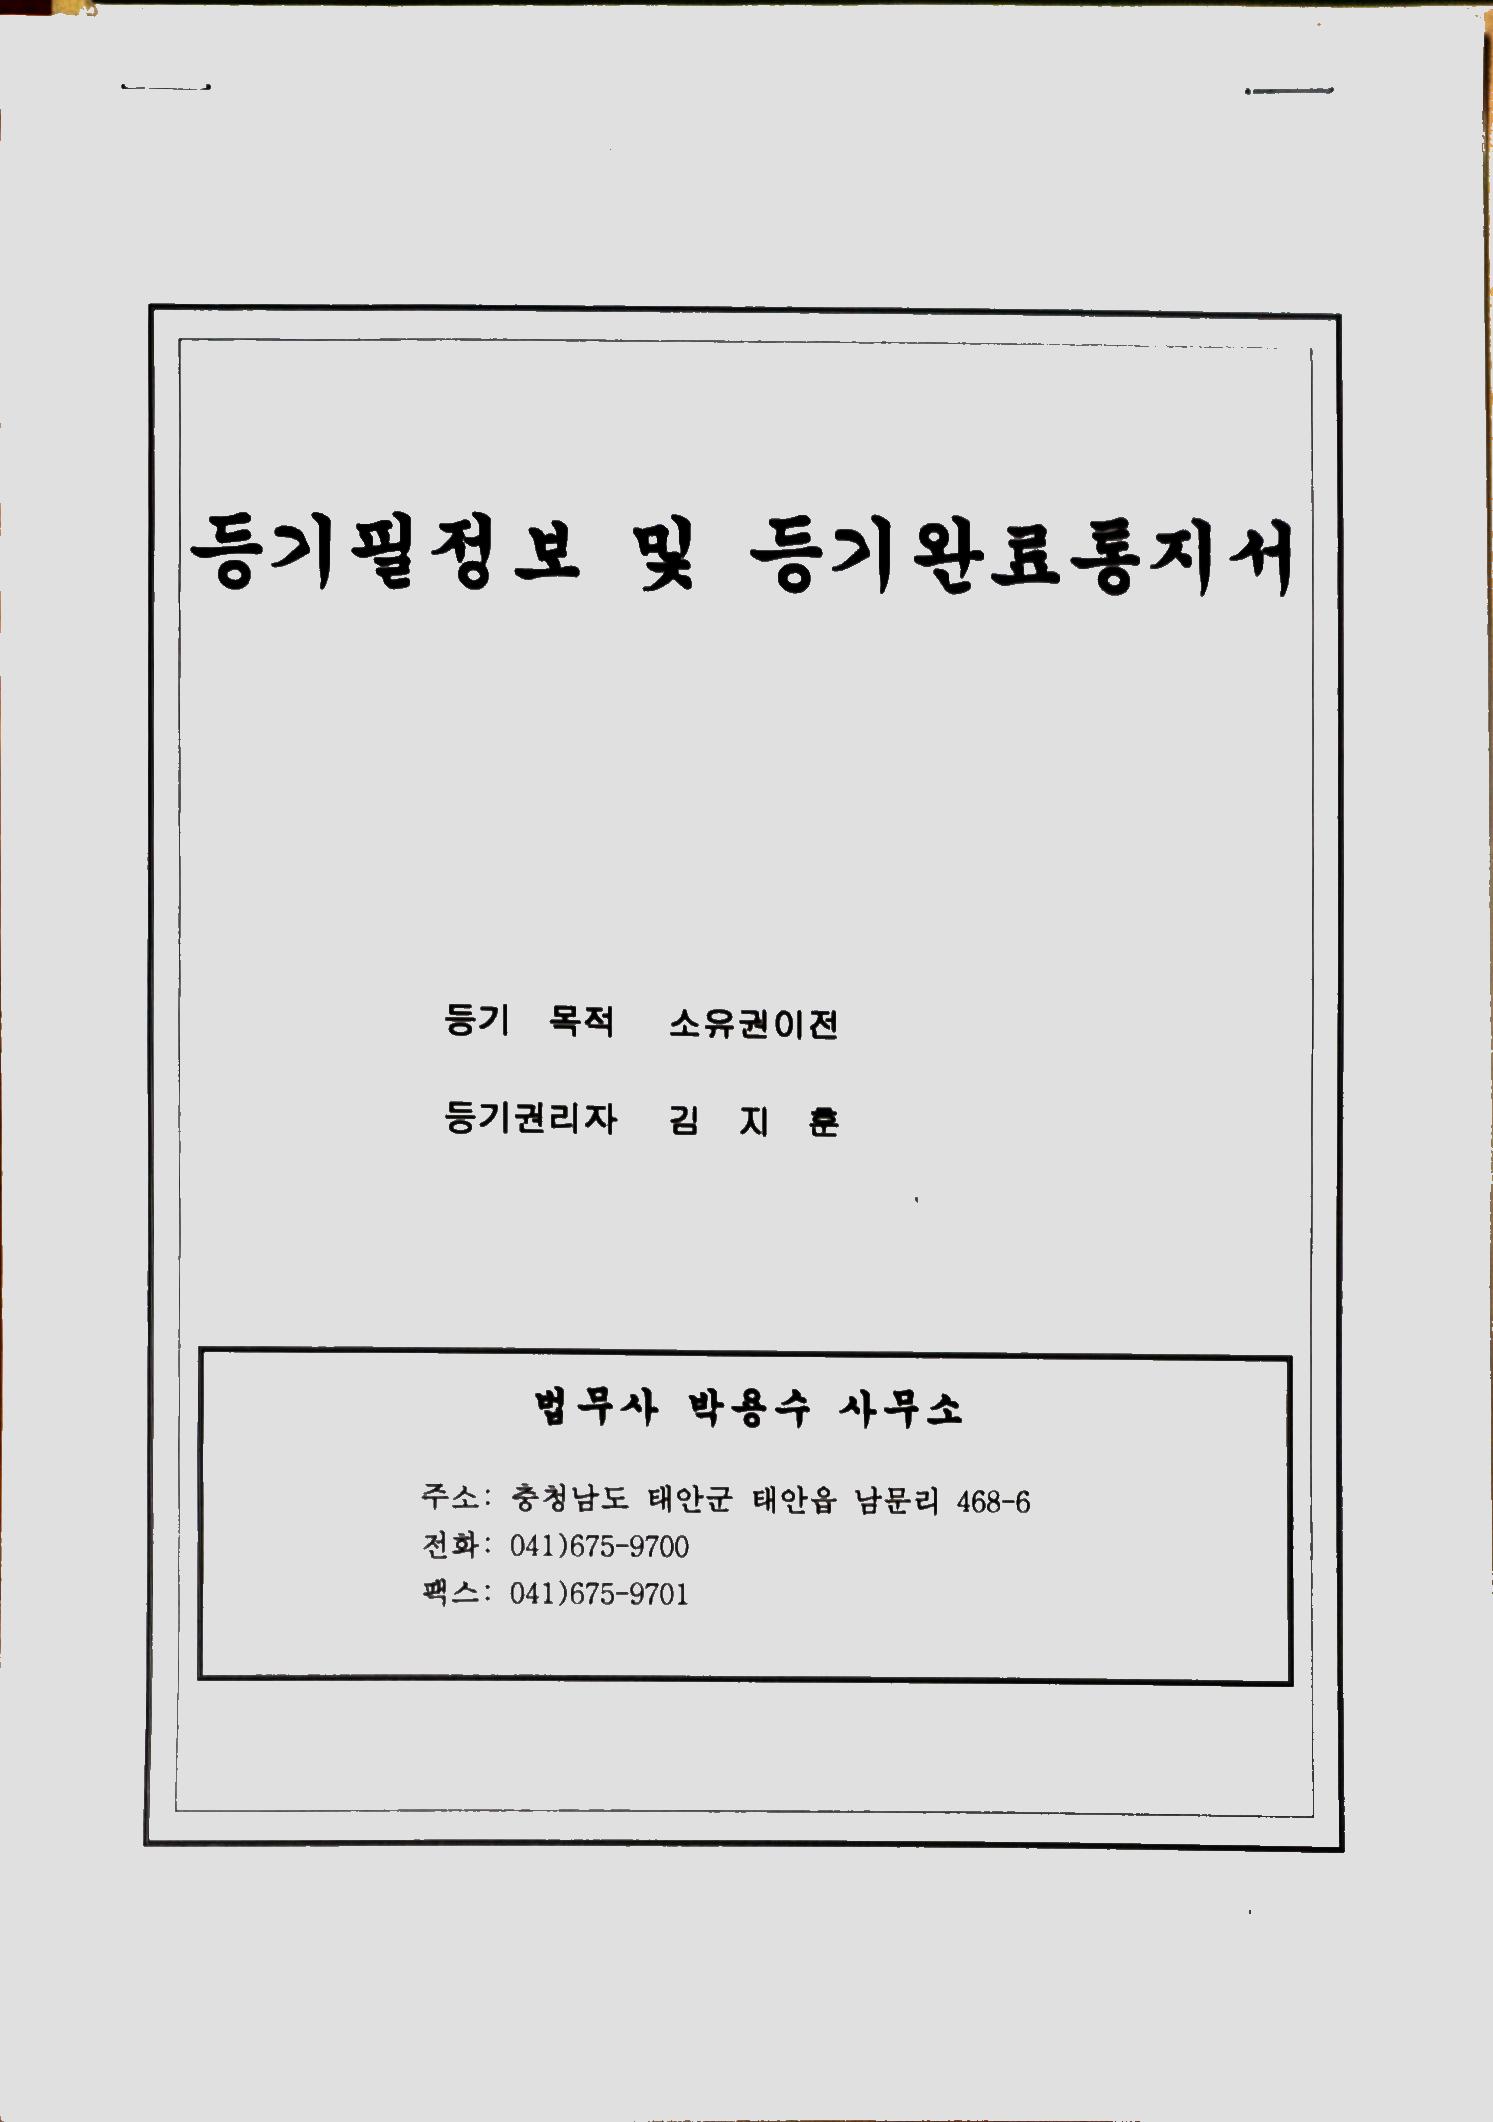 등기필정보 및 등기완료통지서
등기 목적 소유권이전
등기권리자 김 지 훈
법무사 박용수 사무소
주소: 충청남도 태안군 태안읍 남문리 468-6
전화: 041)675-9700
팩스: 041)675-9701